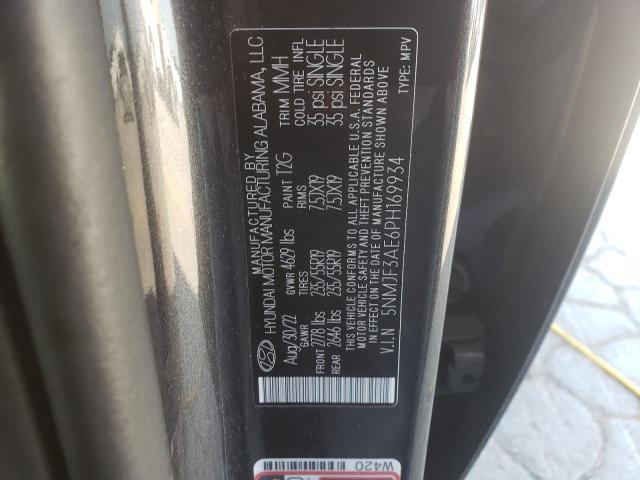 MANUFACTURED BY
HYUNDAI MOTOR MANUFACTURING ALABAMA, LLC
Aug/30/22 GVWR 4629 lbs PAINT T2G TRIM MMH
GAWR TIRES RIMS COLD TIRE INFL
FRONT 2778 lbs 235/55R19 7.5JX19 35 psi SINGLE
REAR 2646 lbs 235/55R19 7.5JX19 35 psi SINGLE
THIS VEHICLE CONFORMS TO ALL APPLICABLE U.S.A. FEDERAL
MOTOR VEHICLE SAFETY AND THEFT PREVENTION STANDARDS
IN EFFECT ON THE DATE OF MANUFACTURE SHOWN ABOVE
V.I.N 5NMJF3AE6PH169934 TYPE: MPV
W420